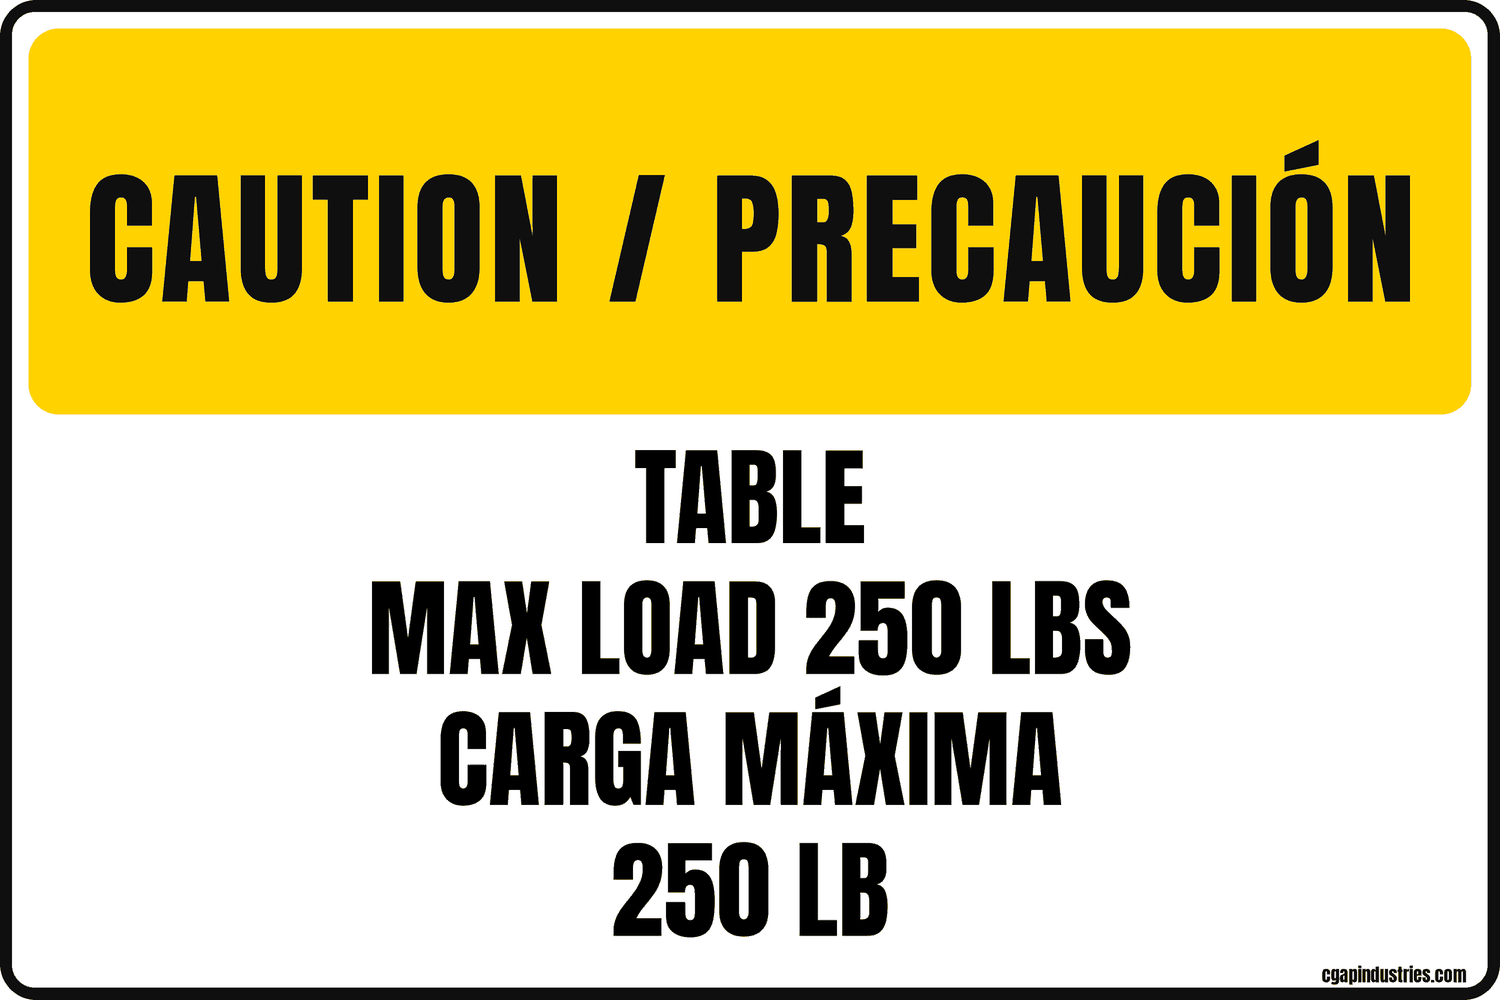 CAUTION / PRECAUCIÓN
TABLE
MAX LOAD 250 LBS
CARGA MÁXIMA
250 LB
cgapindustries.com